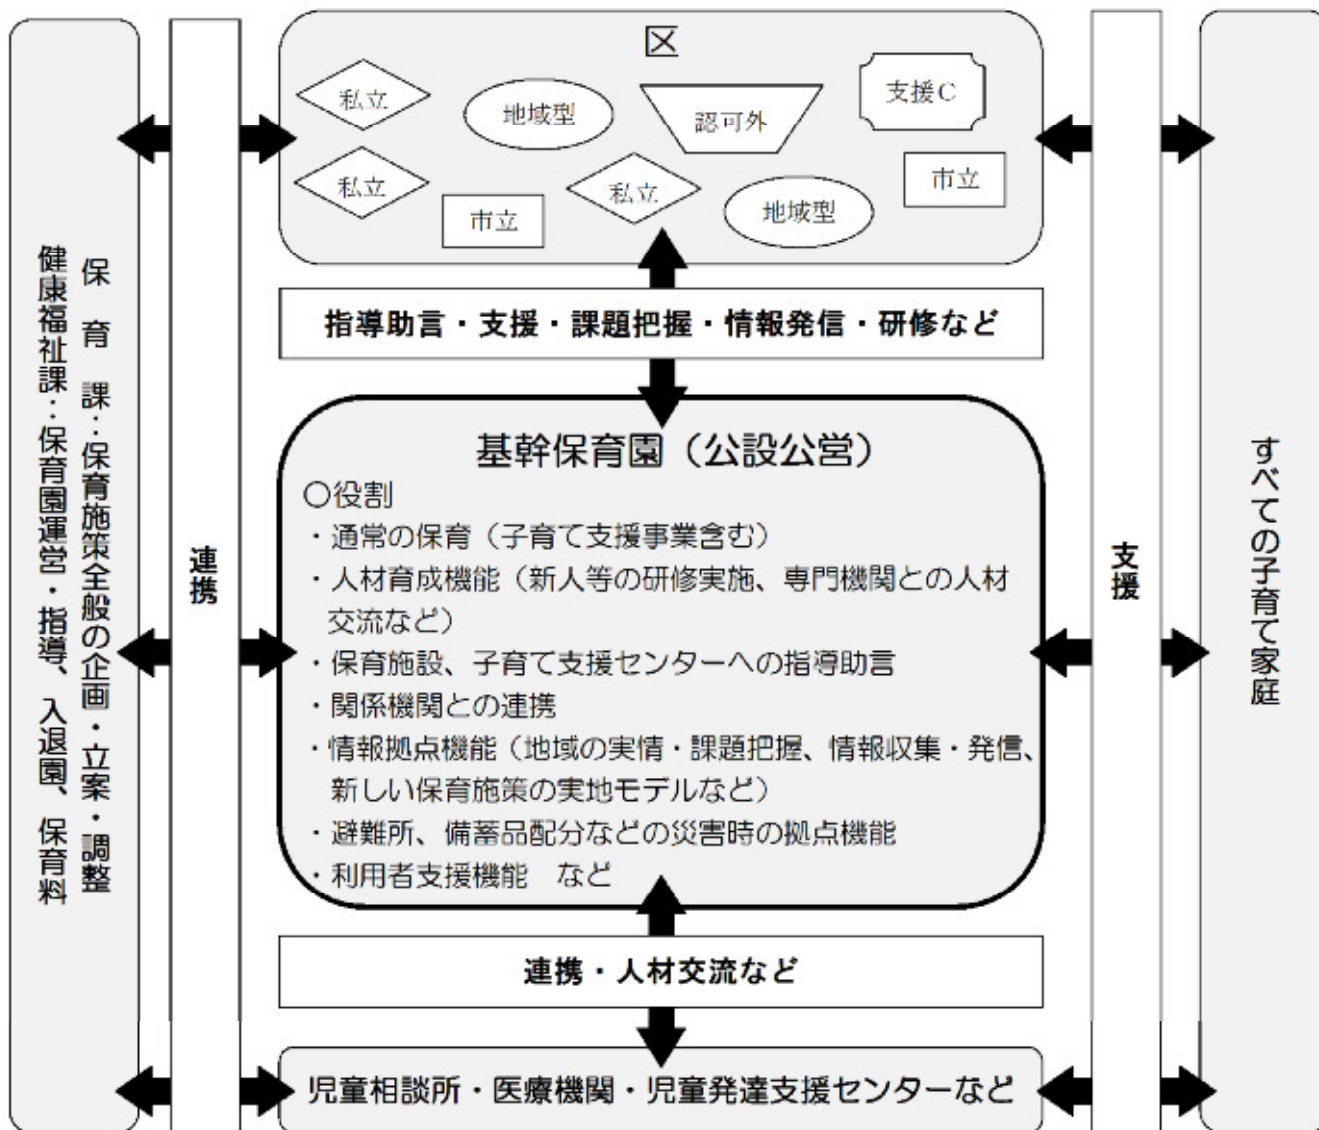 区
私立
地域型
認可外
支援C
私立
市立
私立
地域型
市立
指導助言・支援・課題把握・情報発信・研修など
基幹保育園（公設公営）
〇役割
・通常の保育（子育て支援事業含む）
・人材育成機能（新人等の研修実施、専門機関との人材
交流など）
・保育施設、子育て支援センターへの指導助言
・関係機関との連携
・情報拠点機能（地域の実情・課題把握、情報収集・発信、
新しい保育施策の実地モデルなど）
・避難所、備蓄品配分などの災害時の拠点機能
・利用者支援機能　など
連携・人材交流など
児童相談所・医療機関・児童発達支援センターなど
保　育　課…保育施策全般の企画・立案・調整
健康福祉課…保育園運営・指導、入退園、保育料
連携
支援
すべての子育て家庭